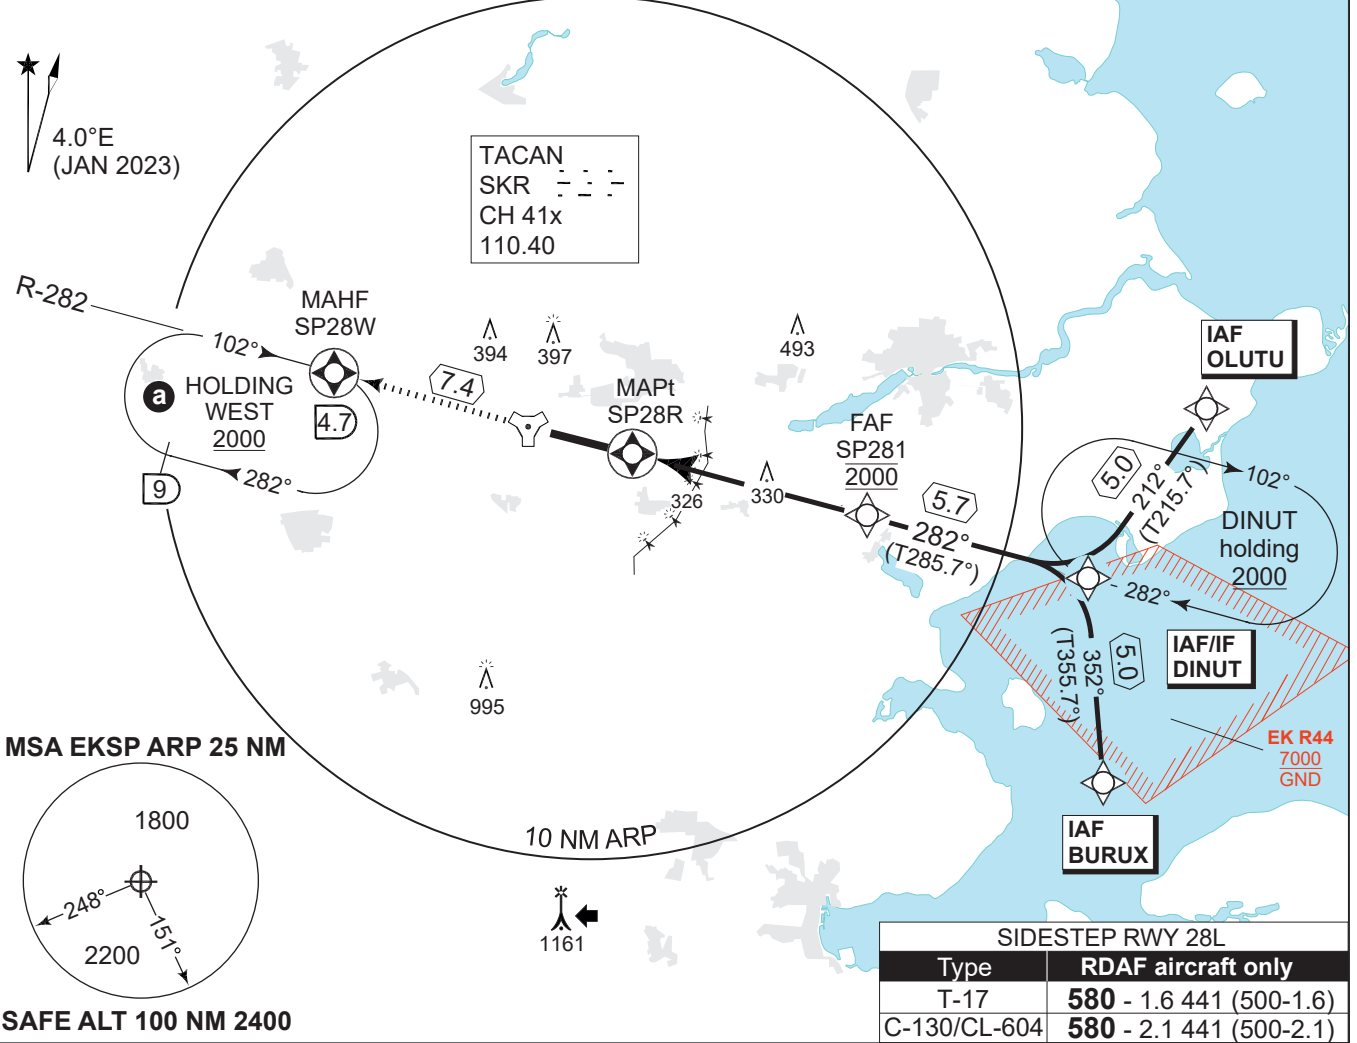 4.0°E
(JAN 2023)
TACAN
SKR
CH 41x
110.40
R-282
102°
MAHF
SP28W
a
HOLDING
WEST
2000
4.7
282°
9
7.4
394
397
493
MAPt
SP28R
326
330
FAF
SP281
2000
5.7
282°
(T285.7°)
IAF
OLUTU
5.0
212°
(T215.7°)
102°
DINUT
holding
2000
282°
IAF/IF
DINUT
5.0
352°
(T355.7°)
EK R44
7000
GND
IAF
BURUX
995
10 NM ARP
1161
MSA EKSP ARP 25 NM
1800
248°
151°
2200
SAFE ALT 100 NM 2400
SIDESTEP RWY 28L
Type RDAF aircraft only
T-17 580 - 1.6 441 (500-1.6)
C-130/CL-604 580 - 2.1 441 (500-2.1)